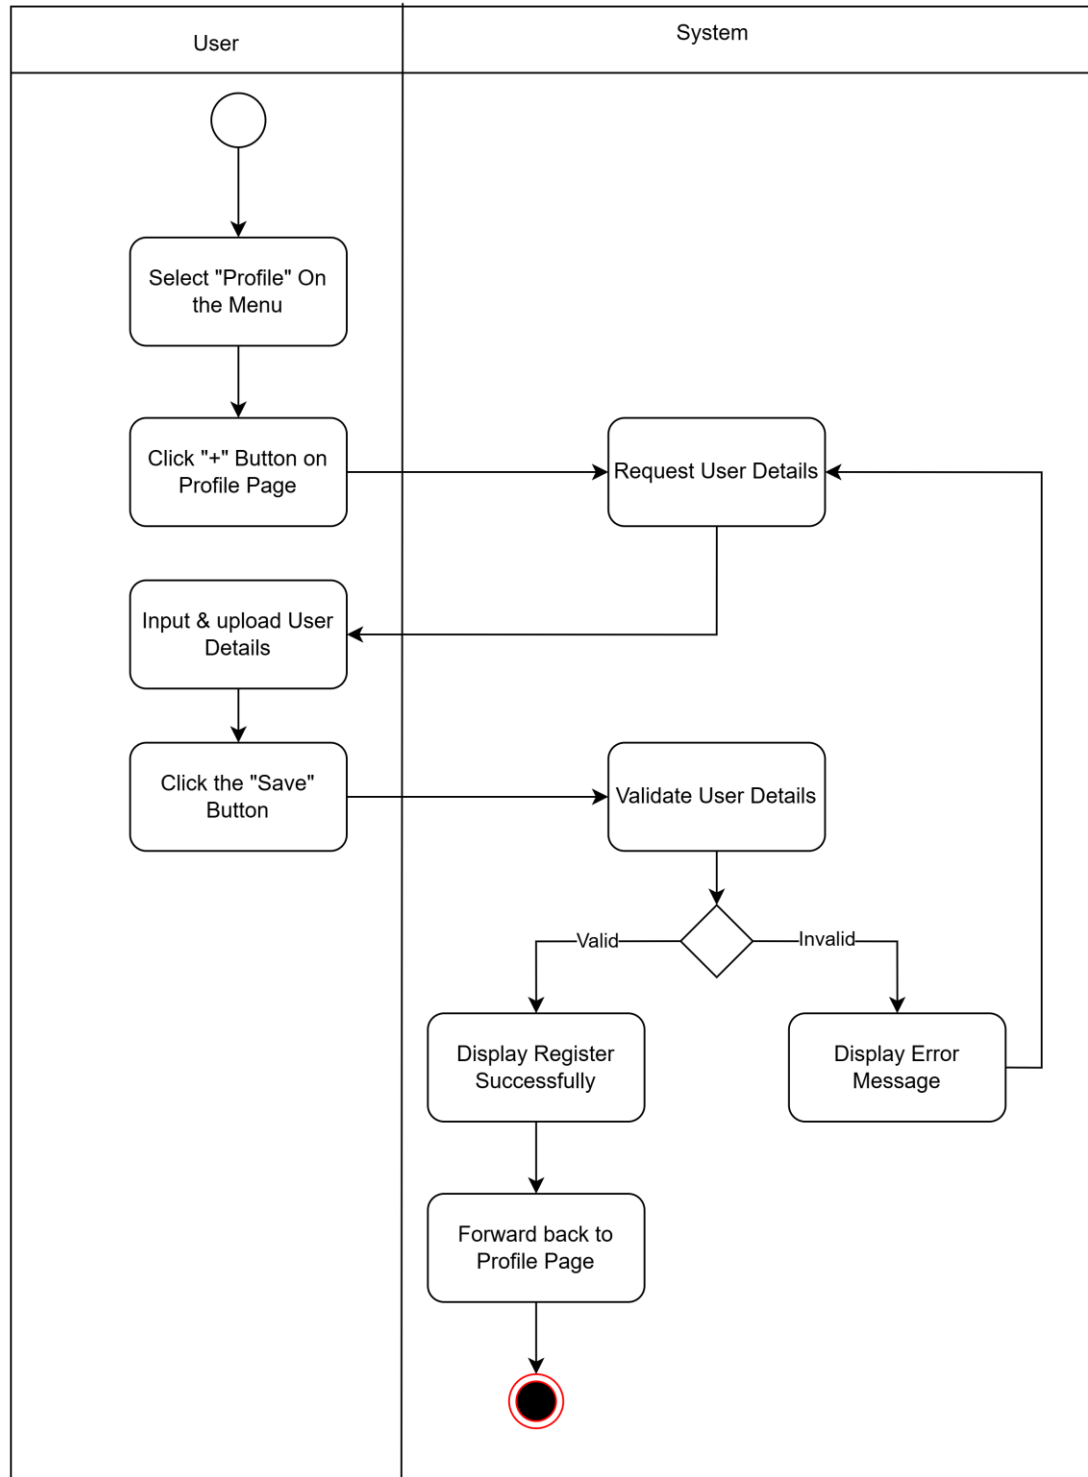 User
System
Select "Profile" On
the Menu
Click "+" Button on
Profile Page
Request User Details
Input & upload User
Details
Click the "Save"
Button
Validate User Details
Valid
Invalid
Display Register
Successfully
Display Error
Message
Forward back to
Profile Page